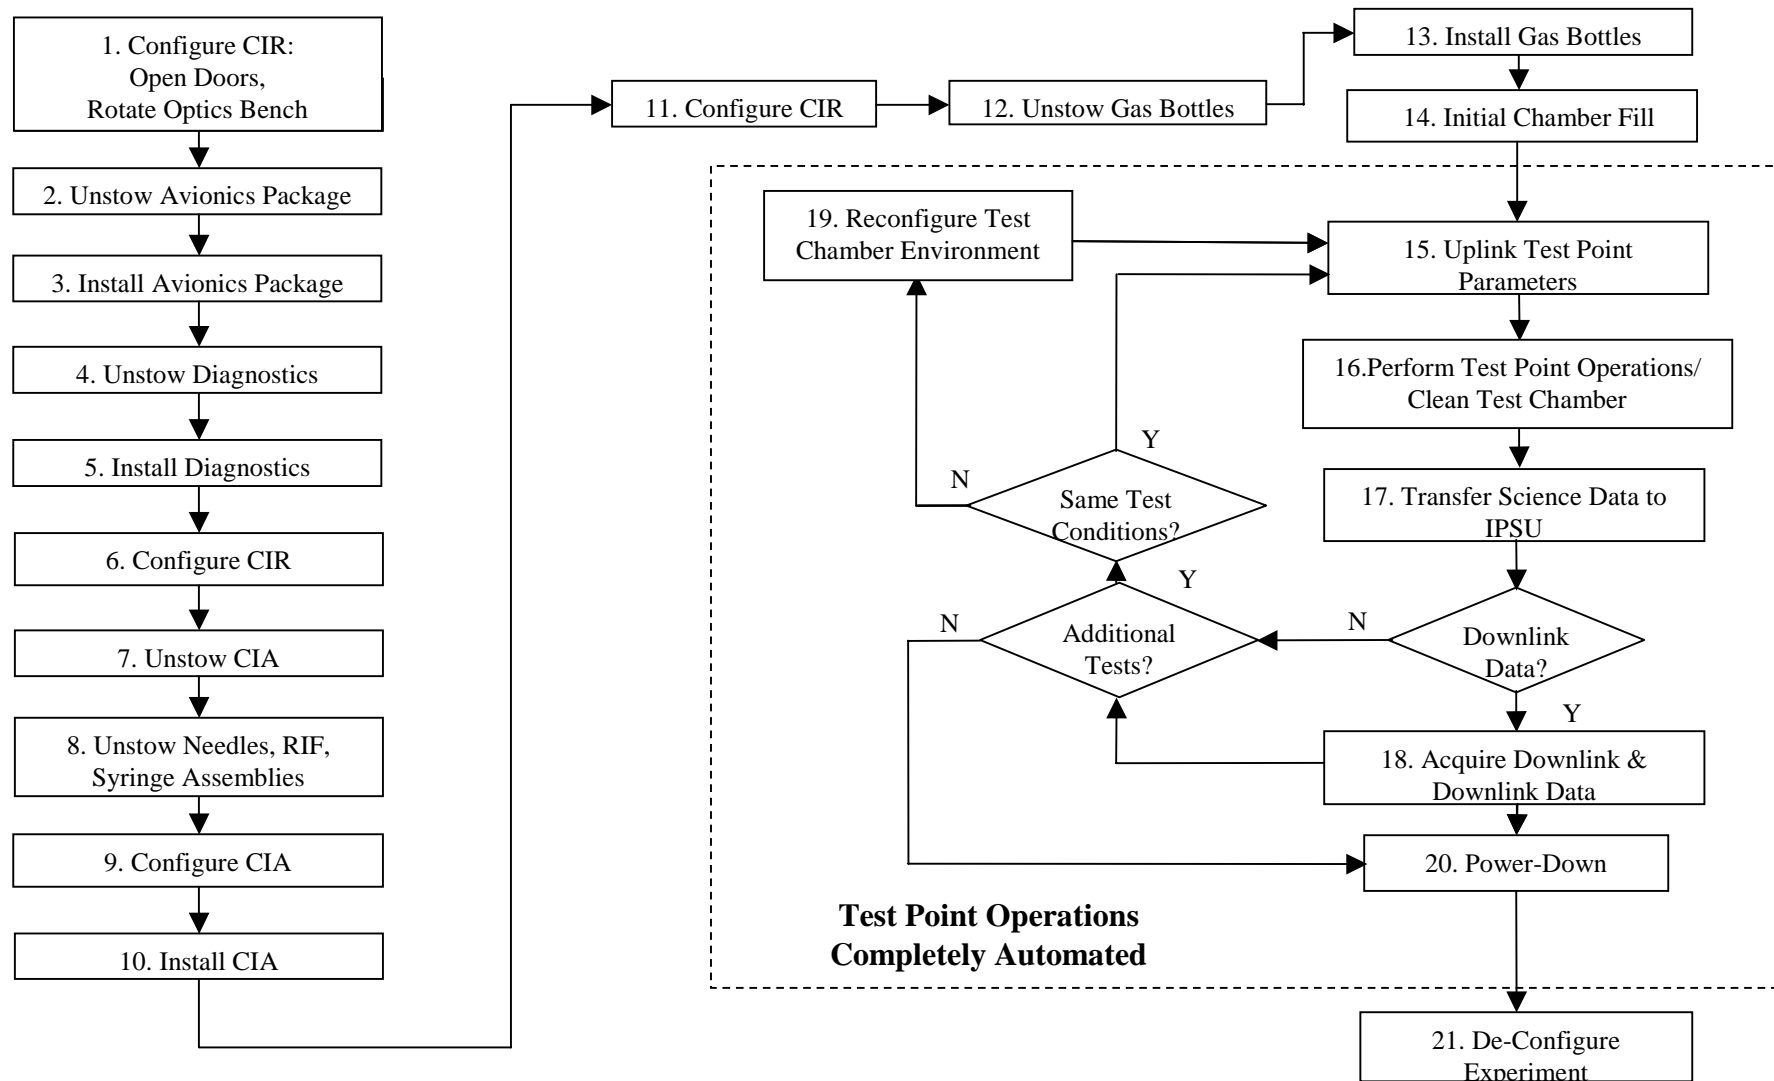 1. Configure CIR:
Open Doors,
Rotate Optics Bench
2. Unstow Avionics Package
3. Install Avionics Package
4. Unstow Diagnostics
5. Install Diagnostics
6. Configure CIR
7. Unstow CIA
8. Unstow Needles, RIF,
Syringe Assemblies
9. Configure CIA
10. Install CIA
11. Configure CIR
12. Unstow Gas Bottles
13. Install Gas Bottles
14. Initial Chamber Fill
15. Uplink Test Point
Parameters
16.Perform Test Point Operations/
Clean Test Chamber
17. Transfer Science Data to
IPSU
Downlink
Data?
N
Y
18. Acquire Downlink &
Downlink Data
Additional
Tests?
N
Y
Same Test
Conditions?
N
Y
19. Reconfigure Test
Chamber Environment
20. Power-Down
Test Point Operations
Completely Automated
21. De-Configure
Experiment